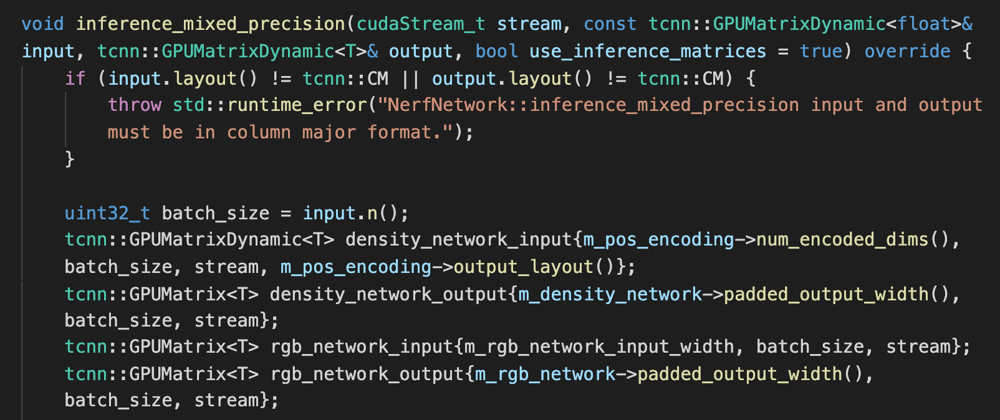 void inference_mixed_precision(cudaStream_t stream, const tcnn::GPUMatrixDynamic<float>&
input, tcnn::GPUMatrixDynamic<T>& output, bool use_inference_matrices = true) override {
if (input.layout() != tcnn::CM || output.layout() != tcnn::CM) {
throw std::runtime_error("NerfNetwork::inference_mixed_precision input and output
must be in column major format.");
}
uint32_t batch_size = input.n();
tcnn::GPUMatrixDynamic<T> density_network_input{m_pos_encoding->num_encoded_dims(),
batch_size, stream, m_pos_encoding->output_layout()};
tcnn::GPUMatrix<T> density_network_output{m_density_network->padded_output_width(),
batch_size, stream};
tcnn::GPUMatrix<T> rgb_network_input{m_rgb_network_input_width, batch_size, stream};
tcnn::GPUMatrix<T> rgb_network_output{m_rgb_network->padded_output_width(),
batch_size, stream};